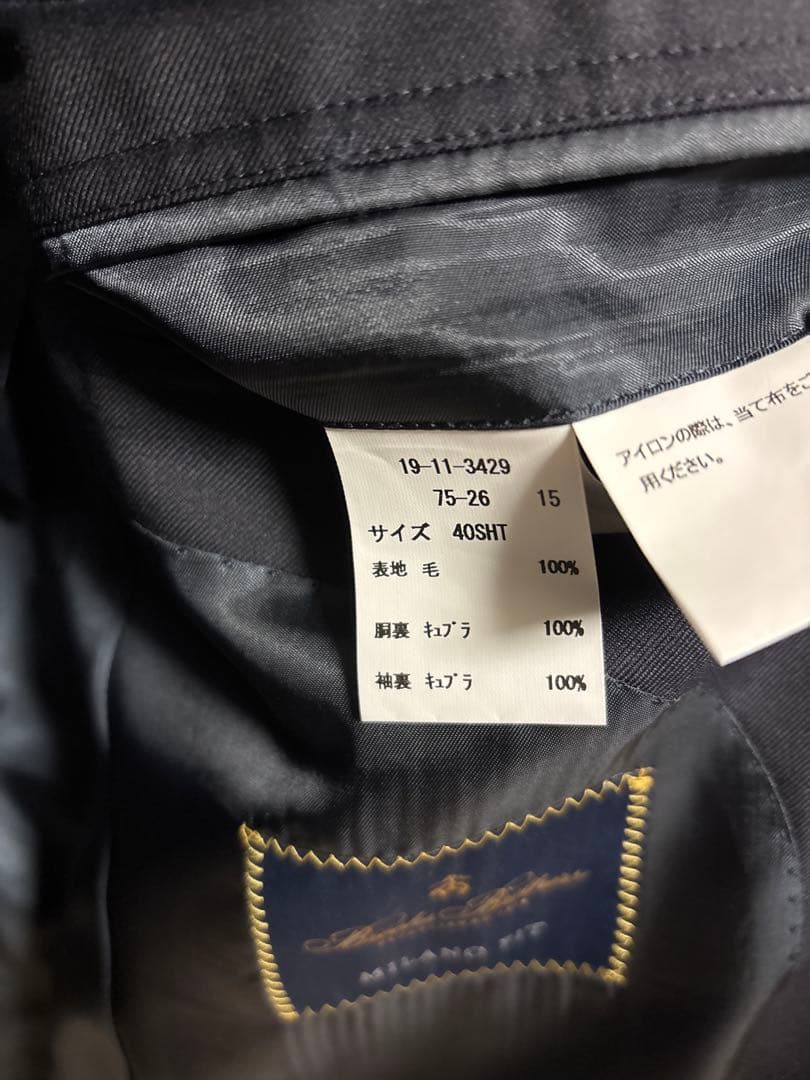 19-11-3429
75-26 15
サイズ 40SHT
表地 毛 100%
胴裏 ｷｭﾌﾟﾗ 100%
袖裏 ｷｭﾌﾟﾗ 100%
アイロンの際は、当て布をご
用ください。
MILANO FIT